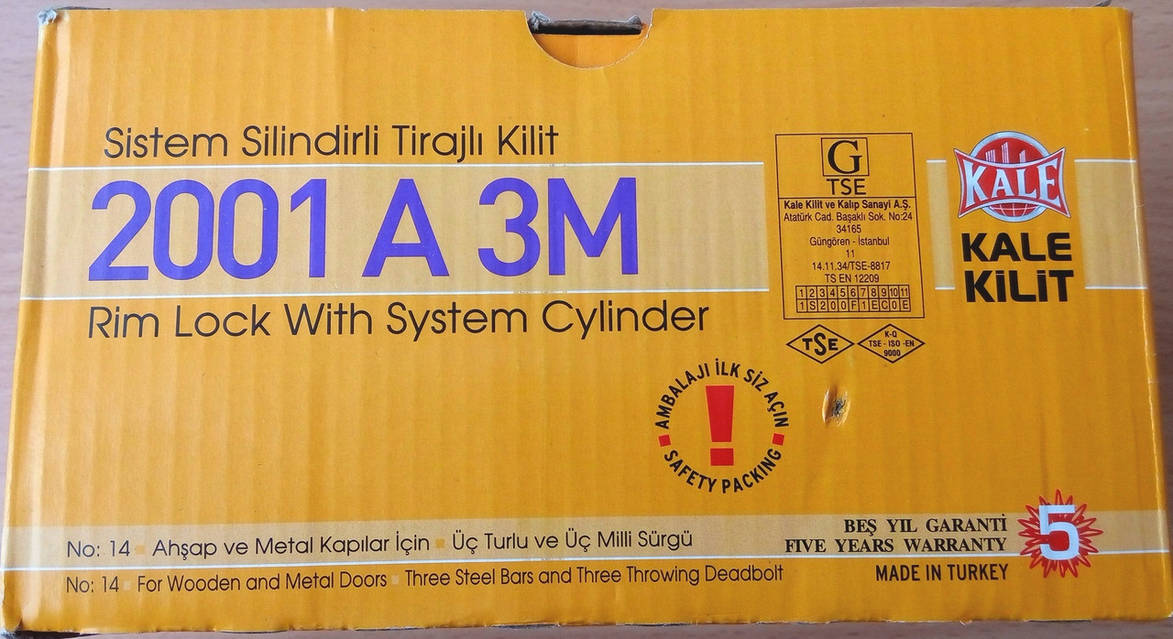 Sistem Silindirli Tirajlı Kilit
2001 A 3M
Rim Lock With System Cylinder
G
TSE
Kale Kilit ve Kalıp Sanayi A.Ş.
Atatürk Cad. Başaklı Sok. No:24
34165
Güngören - İstanbul
11
14.11.34/TSE-8817
TS EN 12209
1 2 3 4 5 6 7 8 9 10 11
1 S 2 0 0 F 1 E C 0 E
TSE
K-Q
TSE - ISO - EN
9000
KALE
KALE
KiLiT
AMBALAJI İLK SİZ AÇIN
!
SAFETY PACKING
No: 14 Ahşap ve Metal Kapılar İçin Üç Turlu ve Üç Milli Sürgü
No: 14 For Wooden and Metal Doors Three Steel Bars and Three Throwing Deadbolt
BEŞ YIL GARANTİ
FIVE YEARS WARRANTY
5
MADE IN TURKEY